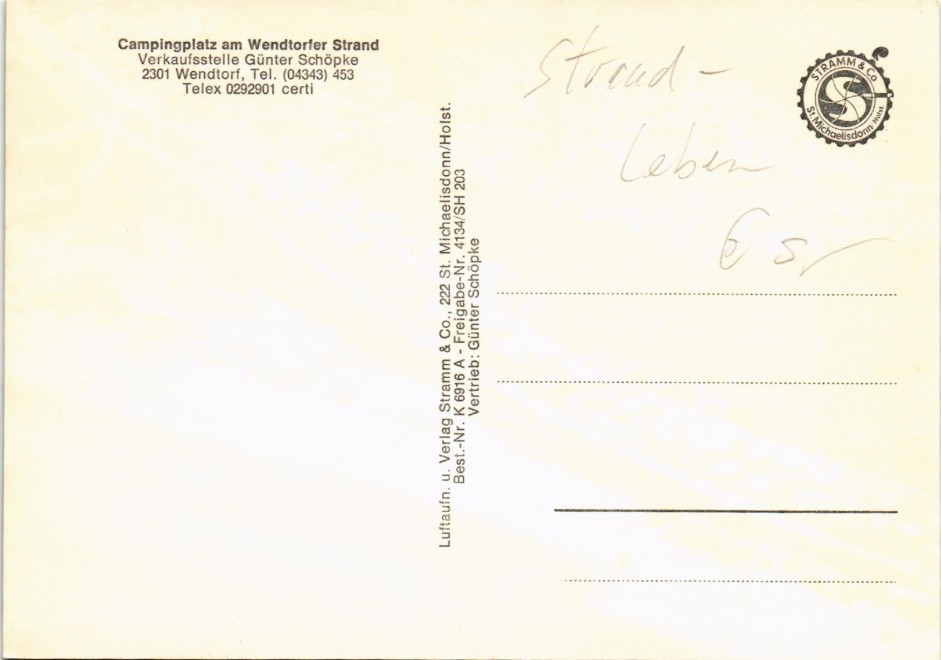 Campingplatz am Wendtorfer Strand
Verkaufsstelle Günter Schöpke
2301 Wendtorf, Tel. (04343) 453
Telex 0292901 certi
Luftaufn. u. Verlag Stramm & Co., 222 St. Michaelisdonn/Holst.
Best.-Nr. K 6916 A - Freigabe-Nr. 4134/SH 203
Vertrieb: Günter Schöpke
Strand-
Leben
STRAMM & Co
St. Michaelisdonn Holst.